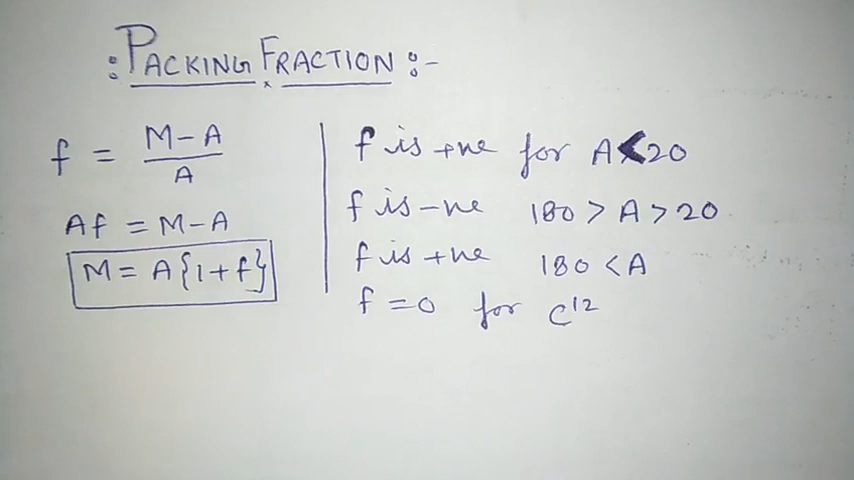 : PACKING FRACTION :-
f = M-A / A
Af = M-A
M = A{1+f}
f is +ve for A<20
f is -ve 180 > A > 20
f is +ve 180 < A
f = 0 for C¹²